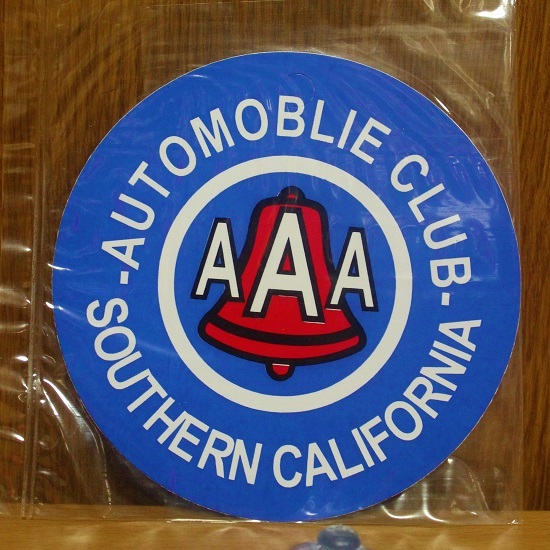 -AUTOMOBLIE CLUB-
AAA
SOUTHERN CALIFORNIA